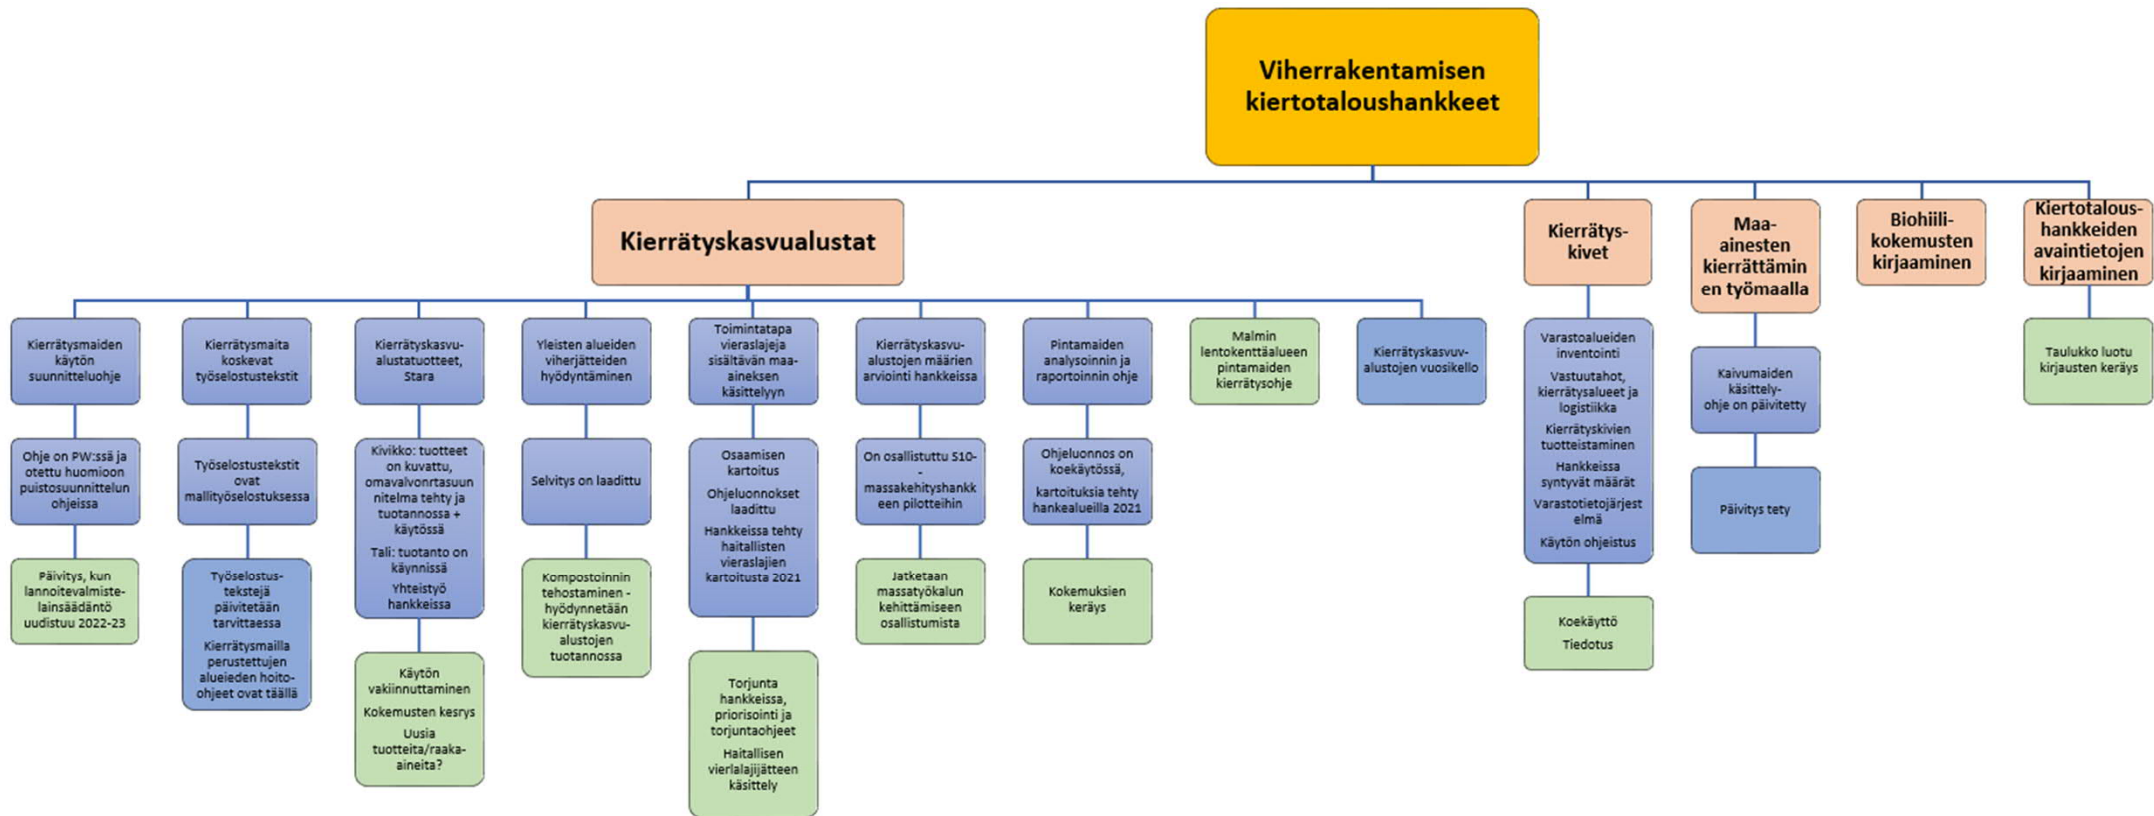 Viherrakentamisen
kiertotaloushankkeet
Kierrätyskasvualustat
Kierrätys-
kivet
Maa-
ainesten
kierrättämin
en työmaalla
Biohiili-
kokemusten
kirjaaminen
Kiertotalous-
hankkeiden
avaintietojen
kirjaaminen
Kierrätysmaiden
käytön
suunnitteluohje
Kierrätysmaita
koskevat
työselostustekstit
Kierrätyskasvu-
alustatuotteet,
Stara
Yleisten alueiden
viherjätteiden
hyödyntäminen
Toimintatapa
vieraslajeja
sisältävän maa-
aineksen
käsittelyyn
Kierrätyskasvu-
alustojen määrien
arviointi hankkeissa
Pintamaiden
analysoinnin ja
raportoinnin ohje
Malmin
lentokenttäalueen
pintamaiden
kierrätysohje
Kierrätyskasvuv-
alustojen vuosikello
Varastoalueiden
inventointi
Vastuutahot,
kierrätysalueet ja
logistiikka
Kierrätyskivien
tuotteistaminen
Hankkeissa
syntyvät määrät
Varastotietojärjest
elmä
Käytön ohjeistus
Kaivumaiden
käsittely-
ohje on päivitetty
Taulukko luotu
kirjausten keräys
Ohje on PW:ssä ja
otettu huomioon
puistosuunnittelun
ohjeissa
Työselostustekstit
ovat
mallityöselostuksessa
Kivikko: tuotteet
on kuvattu,
omavalvonrtasuun
nitelma tehty ja
tuotannossa +
käytössä
Tali: tuotanto on
käynnissä
Yhteistyö
hankkeissa
Selvitys on laadittu
Osaamisen
kartoitus
Ohjeluonnokset
laadittu
Hankkeissa tehty
haitallisten
vieraslajien
kartoitusta 2021
On osallistuttu S10-
-
massakehityshankk
een pilotteihin
Ohjeluonnos on
koekäytössä,
kartoituksia tehty
hankealueilla 2021
Päivitys tety
Päivitys, kun
lannoitevalmiste-
lainsäädäntö
uudistuu 2022-23
Työselostus-
tekstejä
päivitetään
tarvittaessa
Kierrätysmailla
perustettujen
alueieden hoito-
ohjeet ovat täällä
Käytön
vakiinnuttaminen
Kokemusten kesrys
Uusia
tuotteita/raaka-
aineita?
Kompostoinnin
tehostaminen -
hyödynnetään
kierrätyskasvu-
alustojen
tuotannossa
Torjunta
hankkeissa,
priorisointi ja
torjuntaohjeet
Haitallisen
vierlalajijätteen
käsittely
Jatketaan
massatyökalun
kehittämiseen
osallistumista
Kokemuksien
keräys
Koekäyttö
Tiedotus